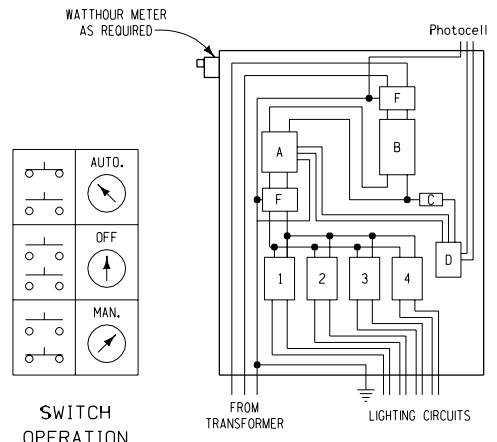 WATTHOUR METER
AS REQUIRED
Photocell
F
A
B
C
F
D
1 2 3 4
AUTO.
OFF
MAN.
SWITCH
OPERATION
FROM
TRANSFORMER
LIGHTING CIRCUITS